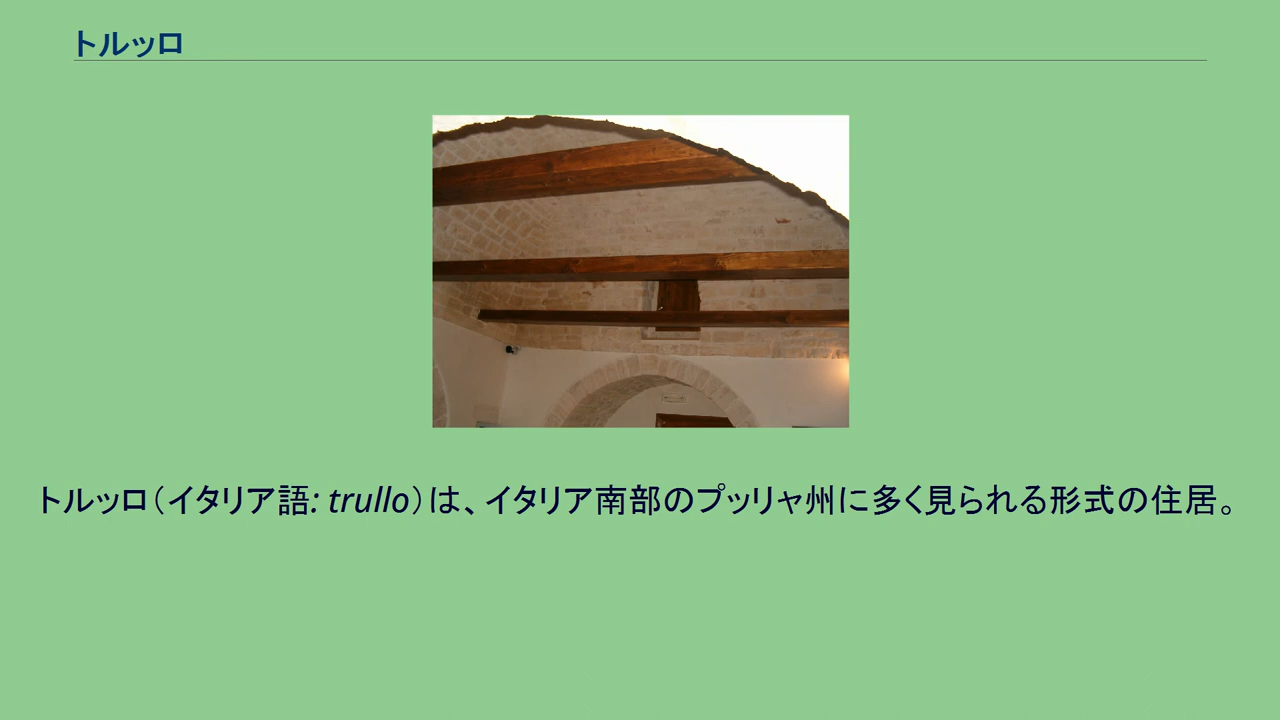 トルッロ
トルッロ（イタリア語: trullo）は、イタリア南部のプッリャ州に多く見られる形式の住居。